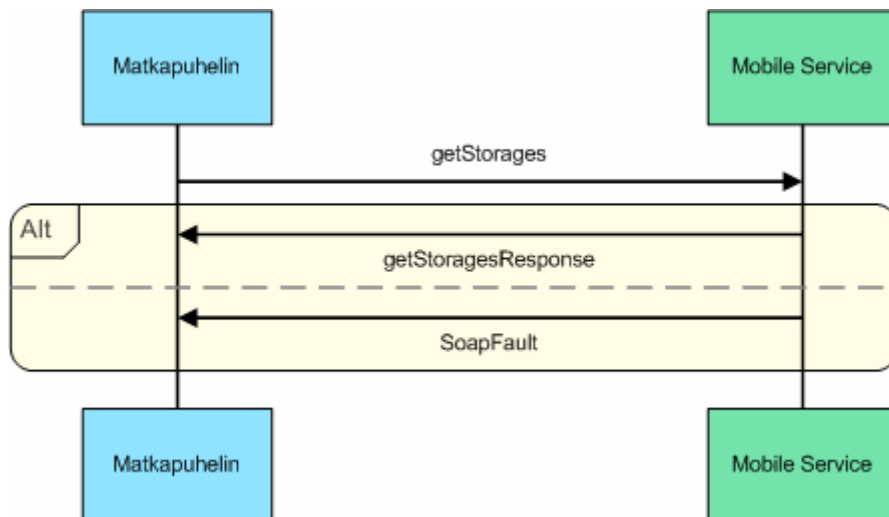 Matkapuhelin
Mobile Service
getStorages
Alt
getStoragesResponse
SoapFault
Matkapuhelin
Mobile Service